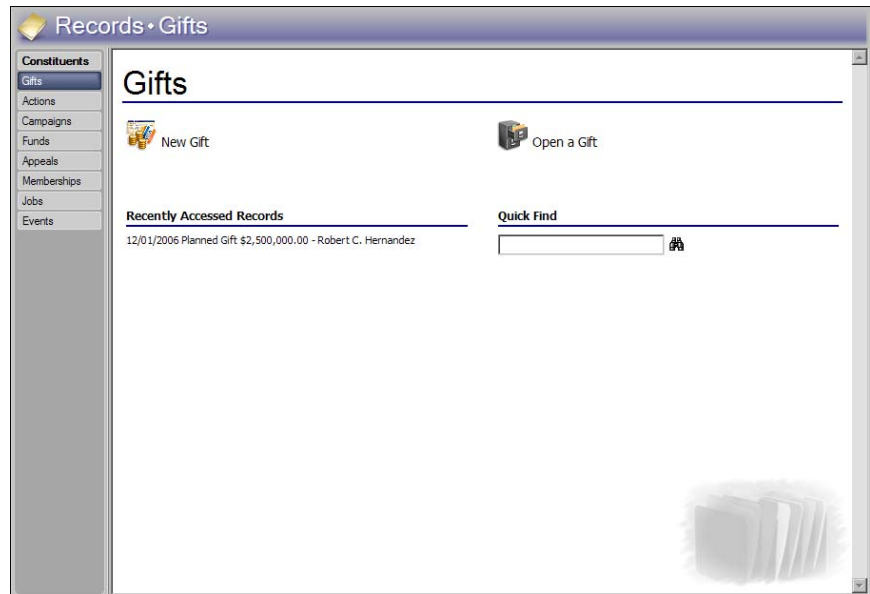 Records • Gifts
Constituents
Gifts
Actions
Campaigns
Funds
Appeals
Memberships
Jobs
Events
Gifts
New Gift
Open a Gift
Recently Accessed Records
12/01/2006 Planned Gift $2,500,000.00 - Robert C. Hernandez
Quick Find